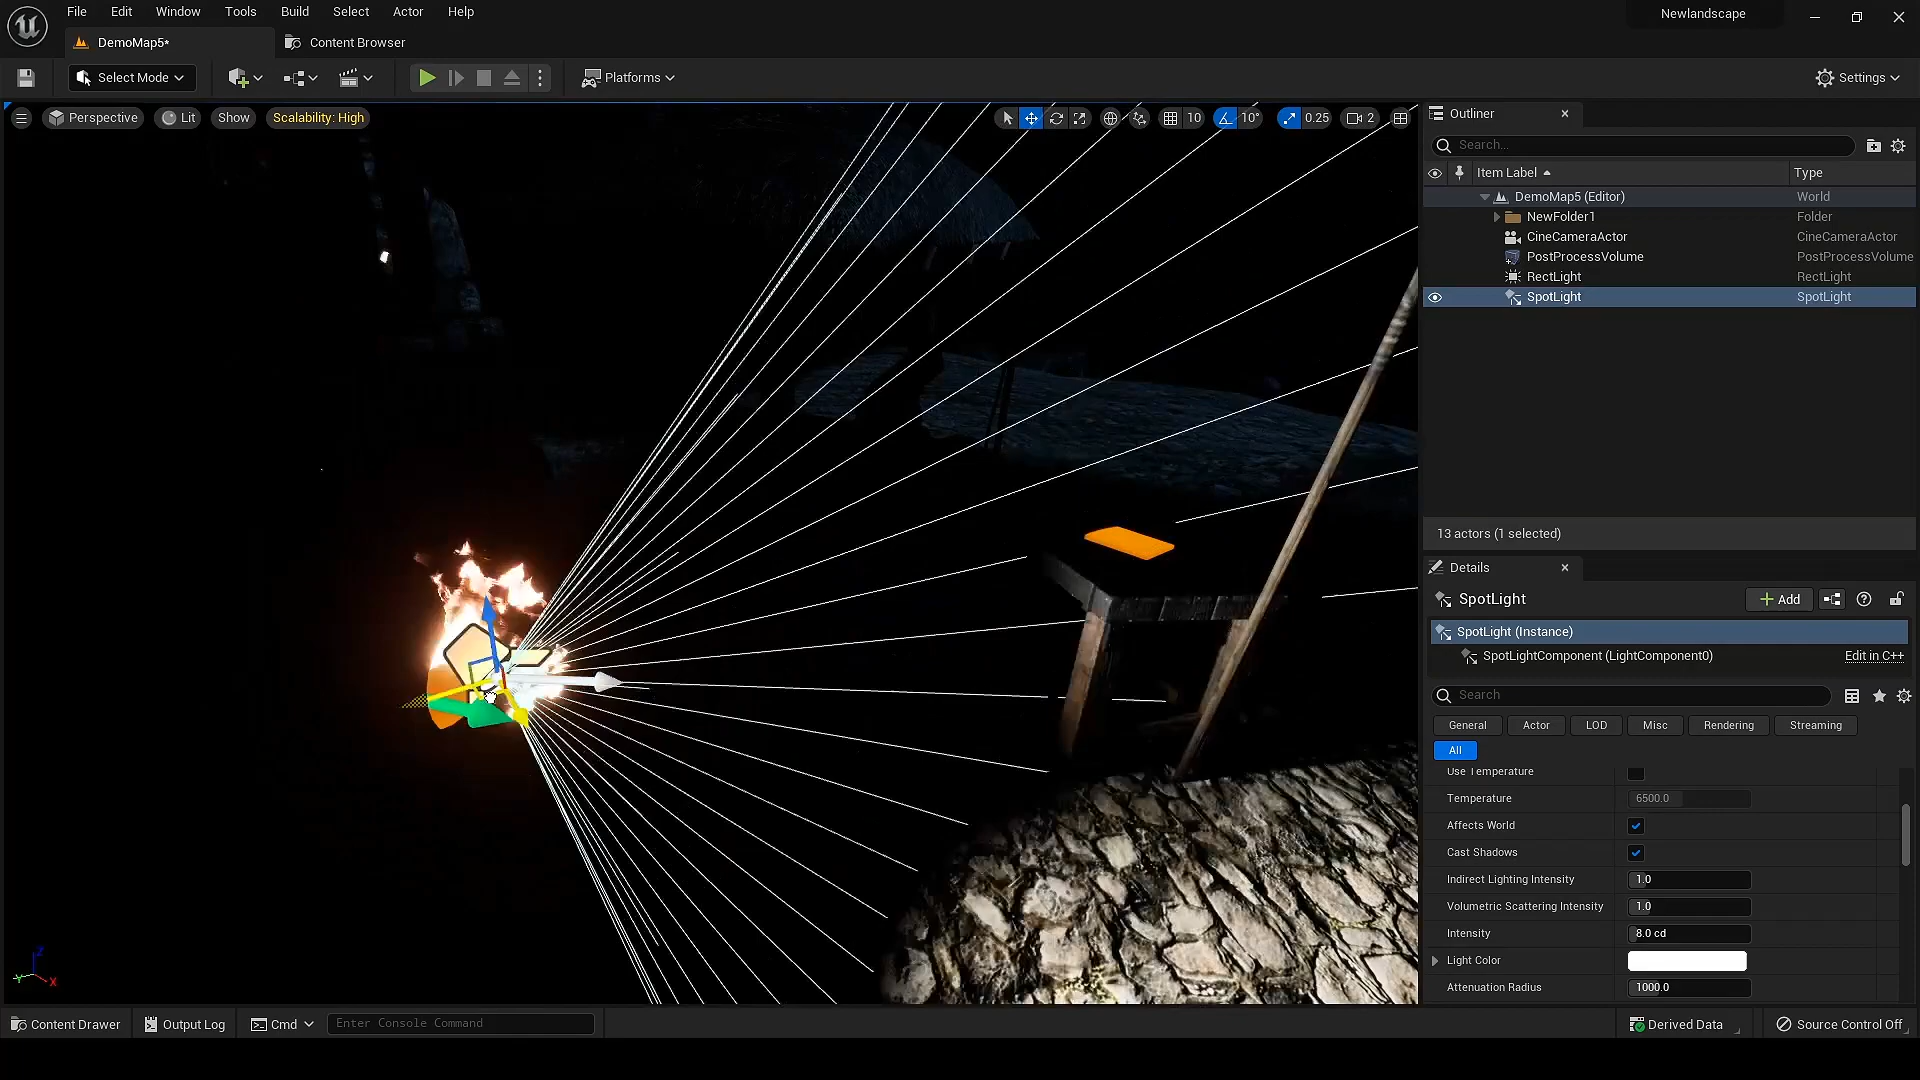 File Edit Window Tools Build Select Actor Help
Newlandscape
DemoMap5*
Content Browser
Select Mode
Platforms
Settings
Perspective Lit Show Scalability: High
10 10° 0.25 2
Outliner
Search...
Item Label Type
DemoMap5 (Editor) World
NewFolder1 Folder
CineCameraActor CineCameraActor
PostProcessVolume PostProcessVolume
RectLight RectLight
SpotLight SpotLight
13 actors (1 selected)
Details
SpotLight
Add
SpotLight (Instance)
SpotLightComponent (LightComponent0) Edit in C++
Search
General Actor LOD Misc Rendering Streaming
All
Use Temperature
Temperature 6500.0
Affects World
Cast Shadows
Indirect Lighting Intensity 1.0
Volumetric Scattering Intensity 1.0
Intensity 8.0 cd
Light Color
Attenuation Radius 1000.0
Z
Y X
Content Drawer Output Log Cmd Enter Console Command
Derived Data Source Control Off